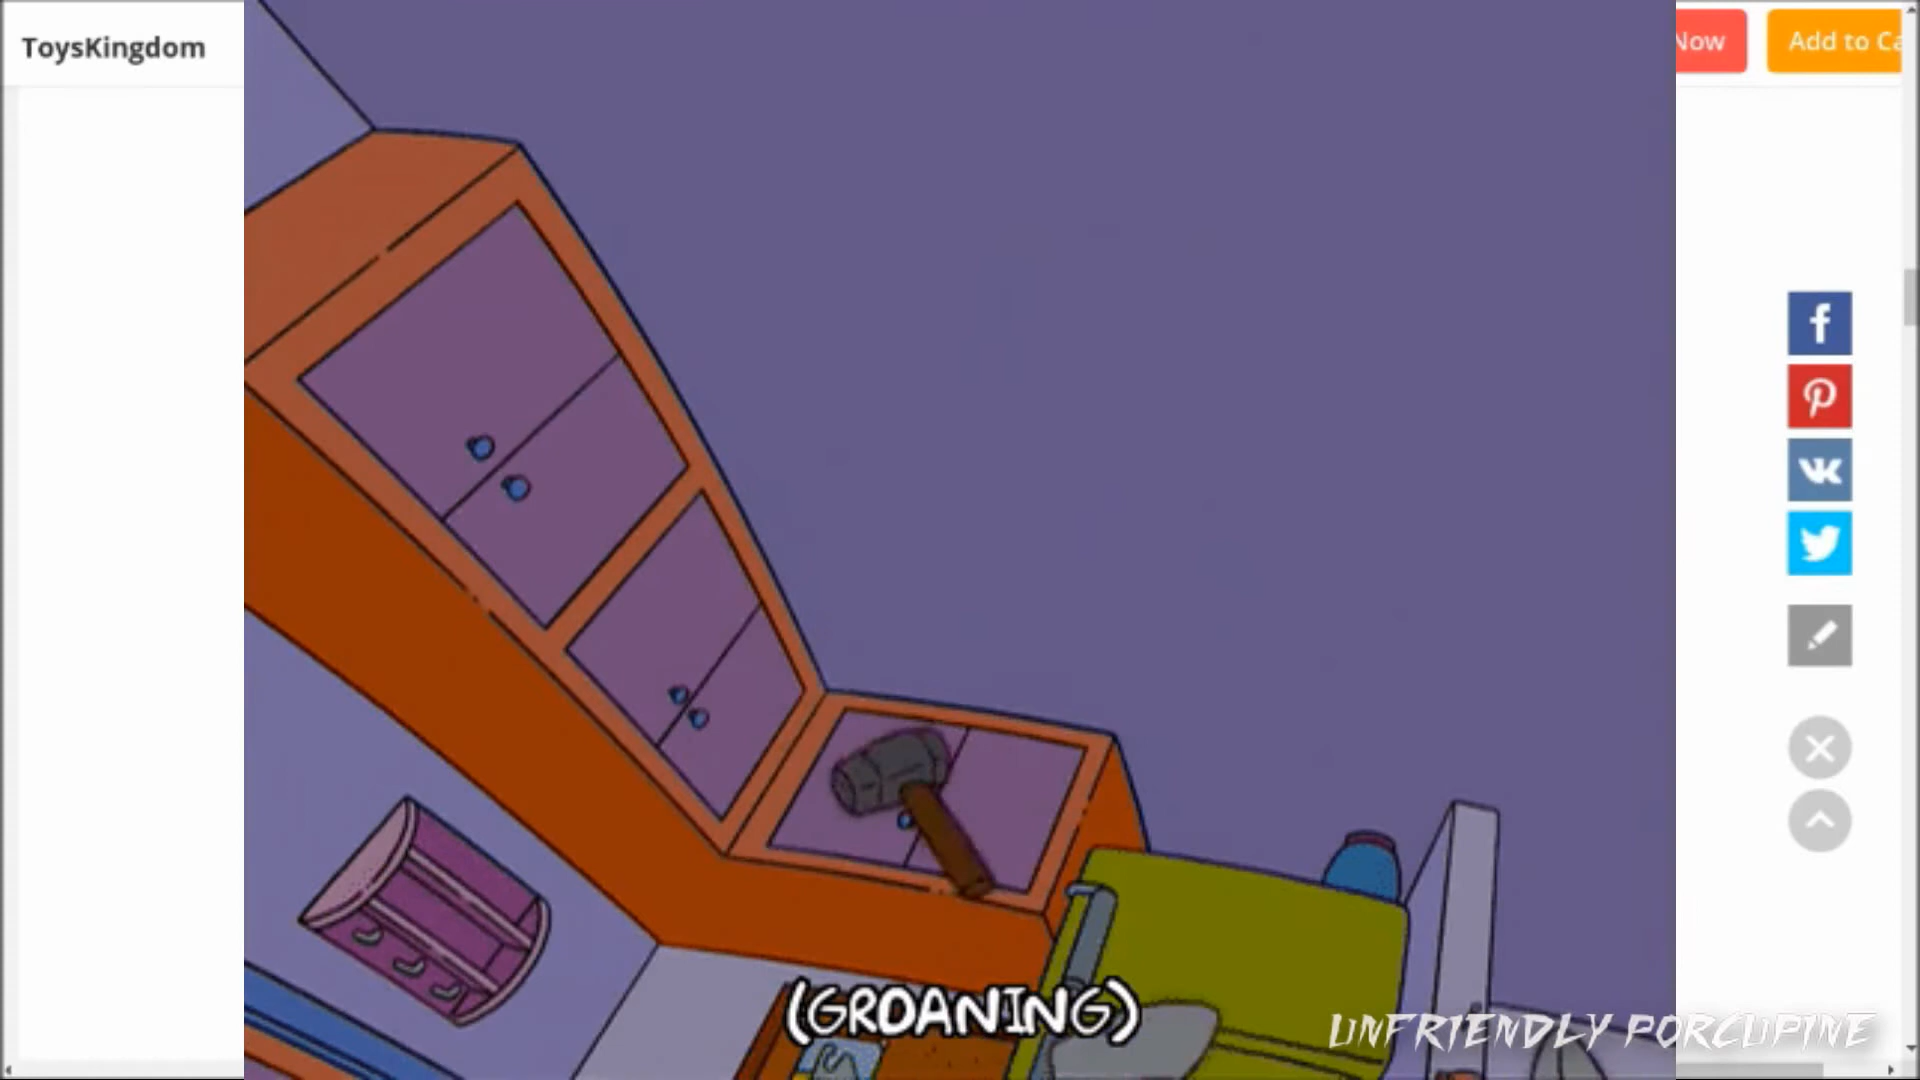 ToysKingdom
Now
Add to Ca
(GROANING)
UNFRIENDLY PORCUPINE